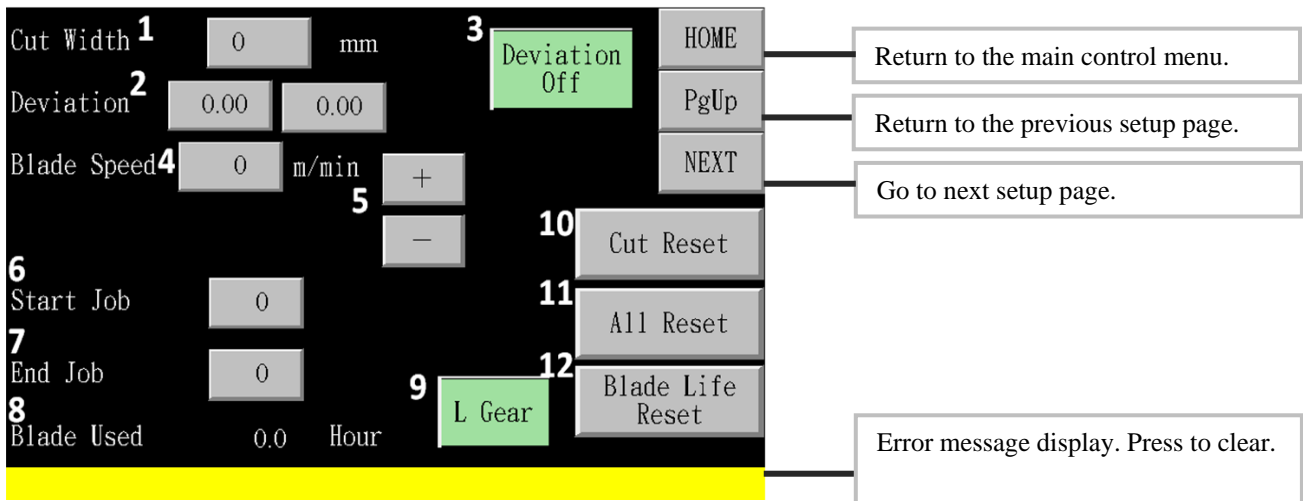 Cut Width 1 0 mm
3 Deviation
Off
HOME
Return to the main control menu.
Deviation 2 0.00 0.00
PgUp
Return to the previous setup page.
Blade Speed 4 0 m/min
5 +
−
NEXT
Go to next setup page.
10 Cut Reset
6
Start Job 0
11 All Reset
7
End Job 0
12 Blade Life
Reset
9 L Gear
8
Blade Used 0.0 Hour
Error message display. Press to clear.